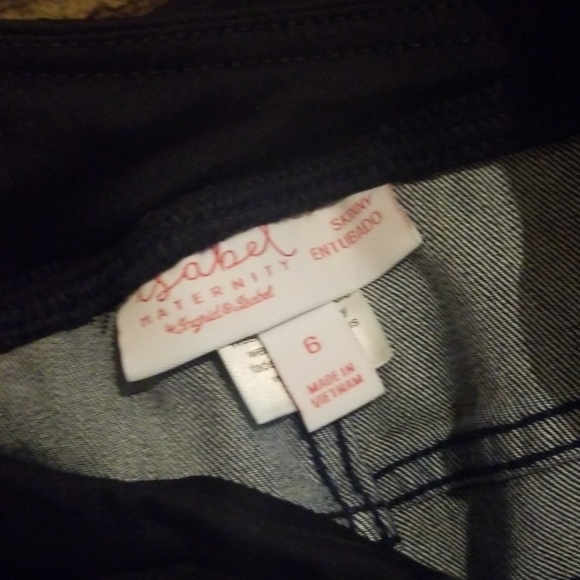 isabel
MATERNITY
by Ingrid & Isabel
SKINNY
ENTUBADO
6
MADE IN
VIETNAM